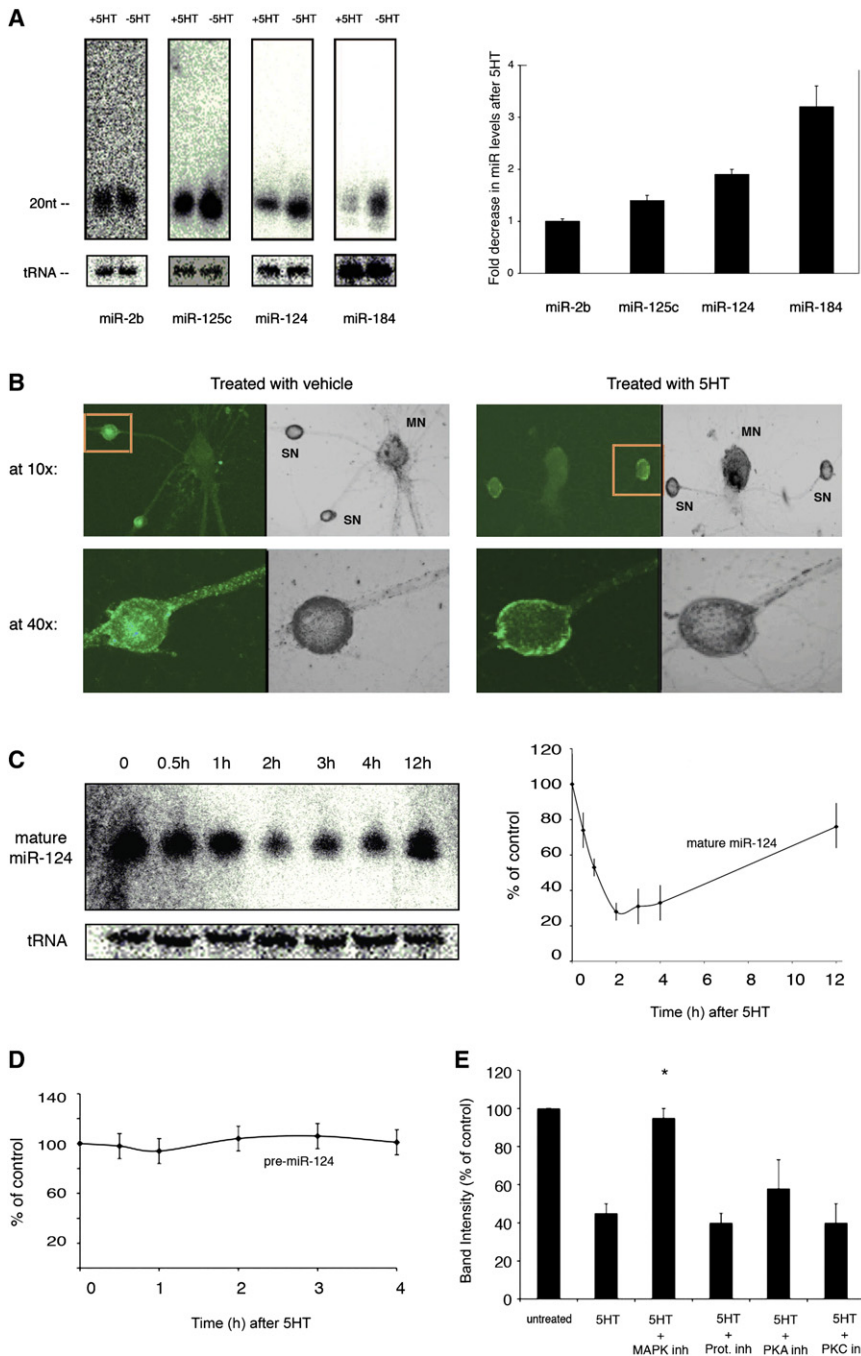 A
+5HT -5HT +5HT -5HT +5HT -5HT +5HT -5HT
20nt --
tRNA --
miR-2b miR-125c miR-124 miR-184
Fold decrease in miR levels after 5HT
4
3
2
1
0
miR-2b miR-125c miR-124 miR-184
B
Treated with vehicle Treated with 5HT
at 10x:
SN
MN
SN
MN
SN
SN
at 40x:
C
0 0.5h 1h 2h 3h 4h 12h
mature
miR-124
tRNA
% of control
120
100
80
60
40
20
0
mature miR-124
0 2 4 6 8 10 12
Time (h) after 5HT
D
% of control
140
100
60
20
pre-miR-124
0 1 2 3 4
Time (h) after 5HT
E
Band Intensity (% of control)
120
100
80
60
40
20
0
*
untreated 5HT 5HT 5HT 5HT 5HT
+ + + +
MAPK inh Prot. inh PKA inh PKC in